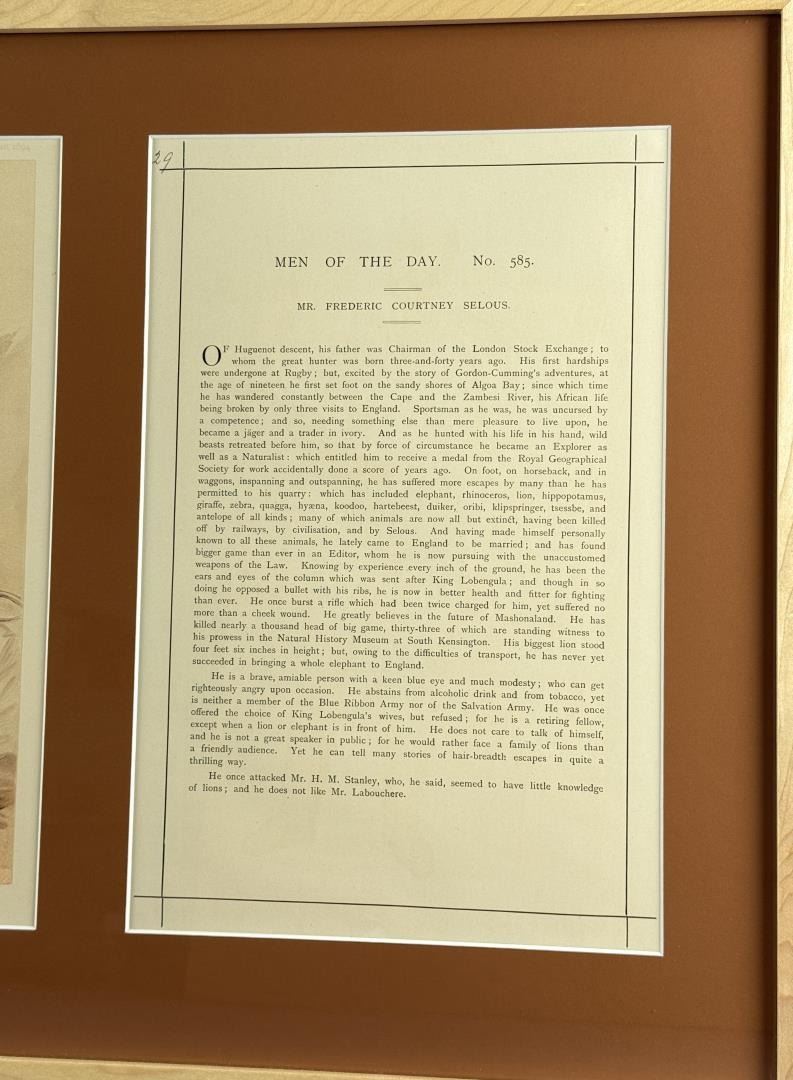 29
MEN OF THE DAY. No. 585.
MR. FREDERIC COURTNEY SELOUS.
OF Huguenot descent, his father was Chairman of the London Stock Exchange; to
whom the great hunter was born three-and-forty years ago. His first hardships
were undergone at Rugby; but, excited by the story of Gordon-Cumming's adventures, at
the age of nineteen he first set foot on the sandy shores of Algoa Bay; since which time
he has wandered constantly between the Cape and the Zambesi River, his African life
being broken by only three visits to England. Sportsman as he was, he was uncursed by
a competence; and so, needing something else than mere pleasure to live upon, he
became a jäger and a trader in ivory. And as he hunted with his life in his hand, wild
beasts retreated before him, so that by force of circumstance he became an Explorer as
well as a Naturalist: which entitled him to receive a medal from the Royal Geographical
Society for work accidentally done a score of years ago. On foot, on horseback, and in
waggons, inspanning and outspanning, he has suffered more escapes by many than he has
permitted to his quarry: which has included elephant, rhinoceros, lion, hippopotamus,
giraffe, zebra, quagga, hyæna, koodoo, hartebeest, duiker, oribi, klipspringer, tsessbe, and
antelope of all kinds; many of which animals are now all but extinct, having been killed
off by railways, by civilisation, and by Selous. And having made himself personally
known to all these animals, he lately came to England to be married; and has found
bigger game than ever in an Editor, whom he is now pursuing with the unaccustomed
weapons of the Law. Knowing by experience every inch of the ground, he has been the
ears and eyes of the column which was sent after King Lobengula; and though in so
doing he opposed a bullet with his ribs, he is now in better health and fitter for fighting
than ever. He once burst a rifle which had been twice charged for him, yet suffered no
more than a cheek wound. He greatly believes in the future of Mashonaland. He has
killed nearly a thousand head of big game, thirty-three of which are standing witness to
his prowess in the Natural History Museum at South Kensington. His biggest lion stood
four feet six inches in height; but, owing to the difficulties of transport, he has never yet
succeeded in bringing a whole elephant to England.
He is a brave, amiable person with a keen blue eye and much modesty; who can get
righteously angry upon occasion. He abstains from alcoholic drink and from tobacco, yet
is neither a member of the Blue Ribbon Army nor of the Salvation Army. He was once
offered the choice of King Lobengula's wives, but refused; for he is a retiring fellow,
except when a lion or elephant is in front of him. He does not care to talk of himself,
and he is not a great speaker in public; for he would rather face a family of lions than
a friendly audience. Yet he can tell many stories of hair-breadth escapes in quite a
thrilling way.
He once attacked Mr. H. M. Stanley, who, he said, seemed to have little knowledge
of lions; and he does not like Mr. Labouchere.